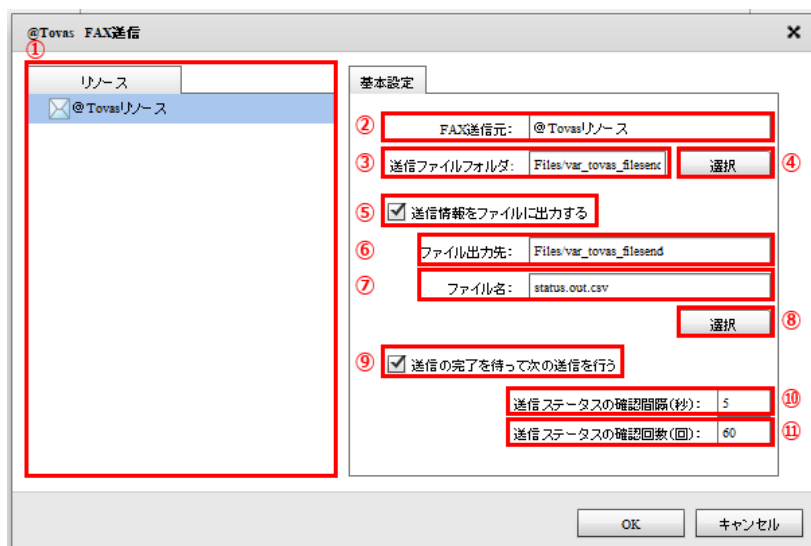 @Tovas FAX送信
①
リソース
@Tovasリソース
基本設定
② FAX送信元: @Tovasリソース
③ 送信ファイルフォルダ: Files/var_tovas_filesend 選択 ④
⑤ 送信情報をファイルに出力する
⑥ ファイル出力先: Files/var_tovas_filesend
⑦ ファイル名: status.out.csv
選択 ⑧
⑨ 送信の完了を待って次の送信を行う
送信ステータスの確認間隔(秒): 5 ⑩
送信ステータスの確認回数(回): 60 ⑪
OK キャンセル